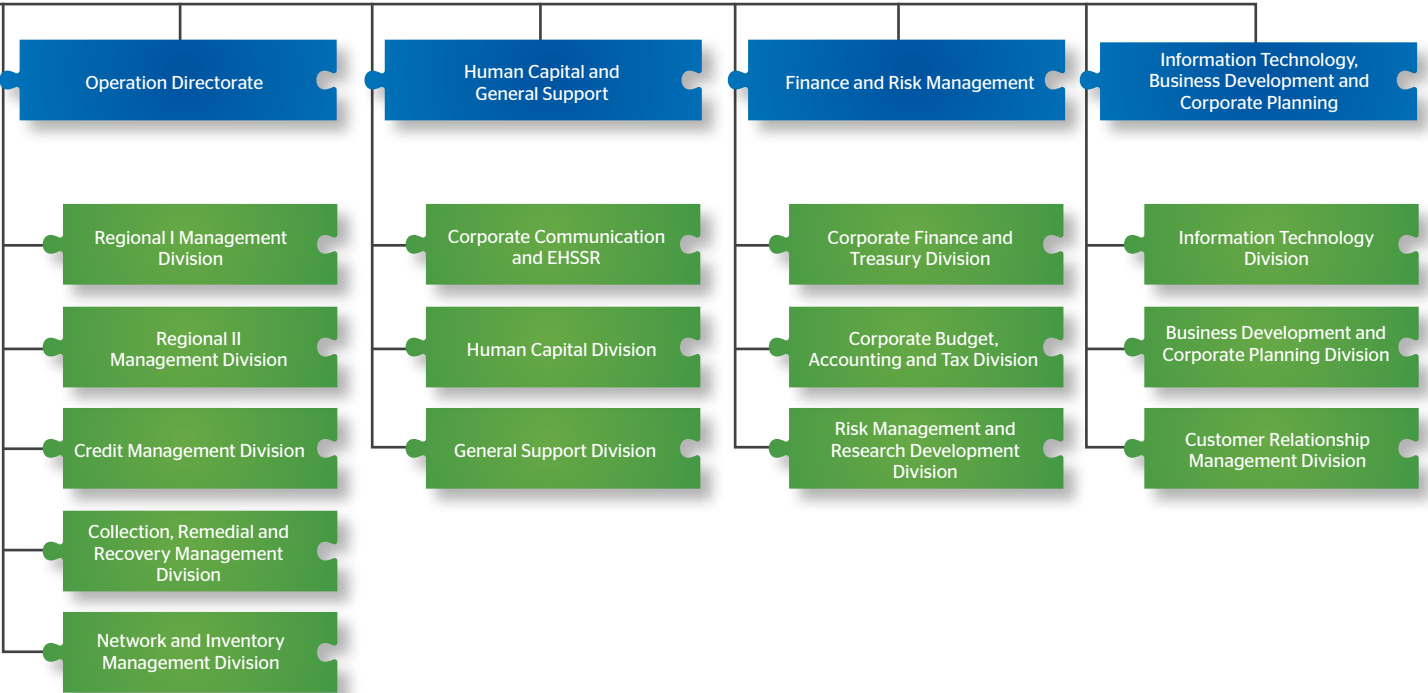 Operation Directorate
Human Capital and
General Support
Finance and Risk Management
Information Technology,
Business Development and
Corporate Planning
Regional I Management
Division
Regional II
Management Division
Credit Management Division
Collection, Remedial and
Recovery Management
Division
Network and Inventory
Management Division
Corporate Communication
and EHSSR
Human Capital Division
General Support Division
Corporate Finance and
Treasury Division
Corporate Budget,
Accounting and Tax Division
Risk Management and
Research Development
Division
Information Technology
Division
Business Development and
Corporate Planning Division
Customer Relationship
Management Division